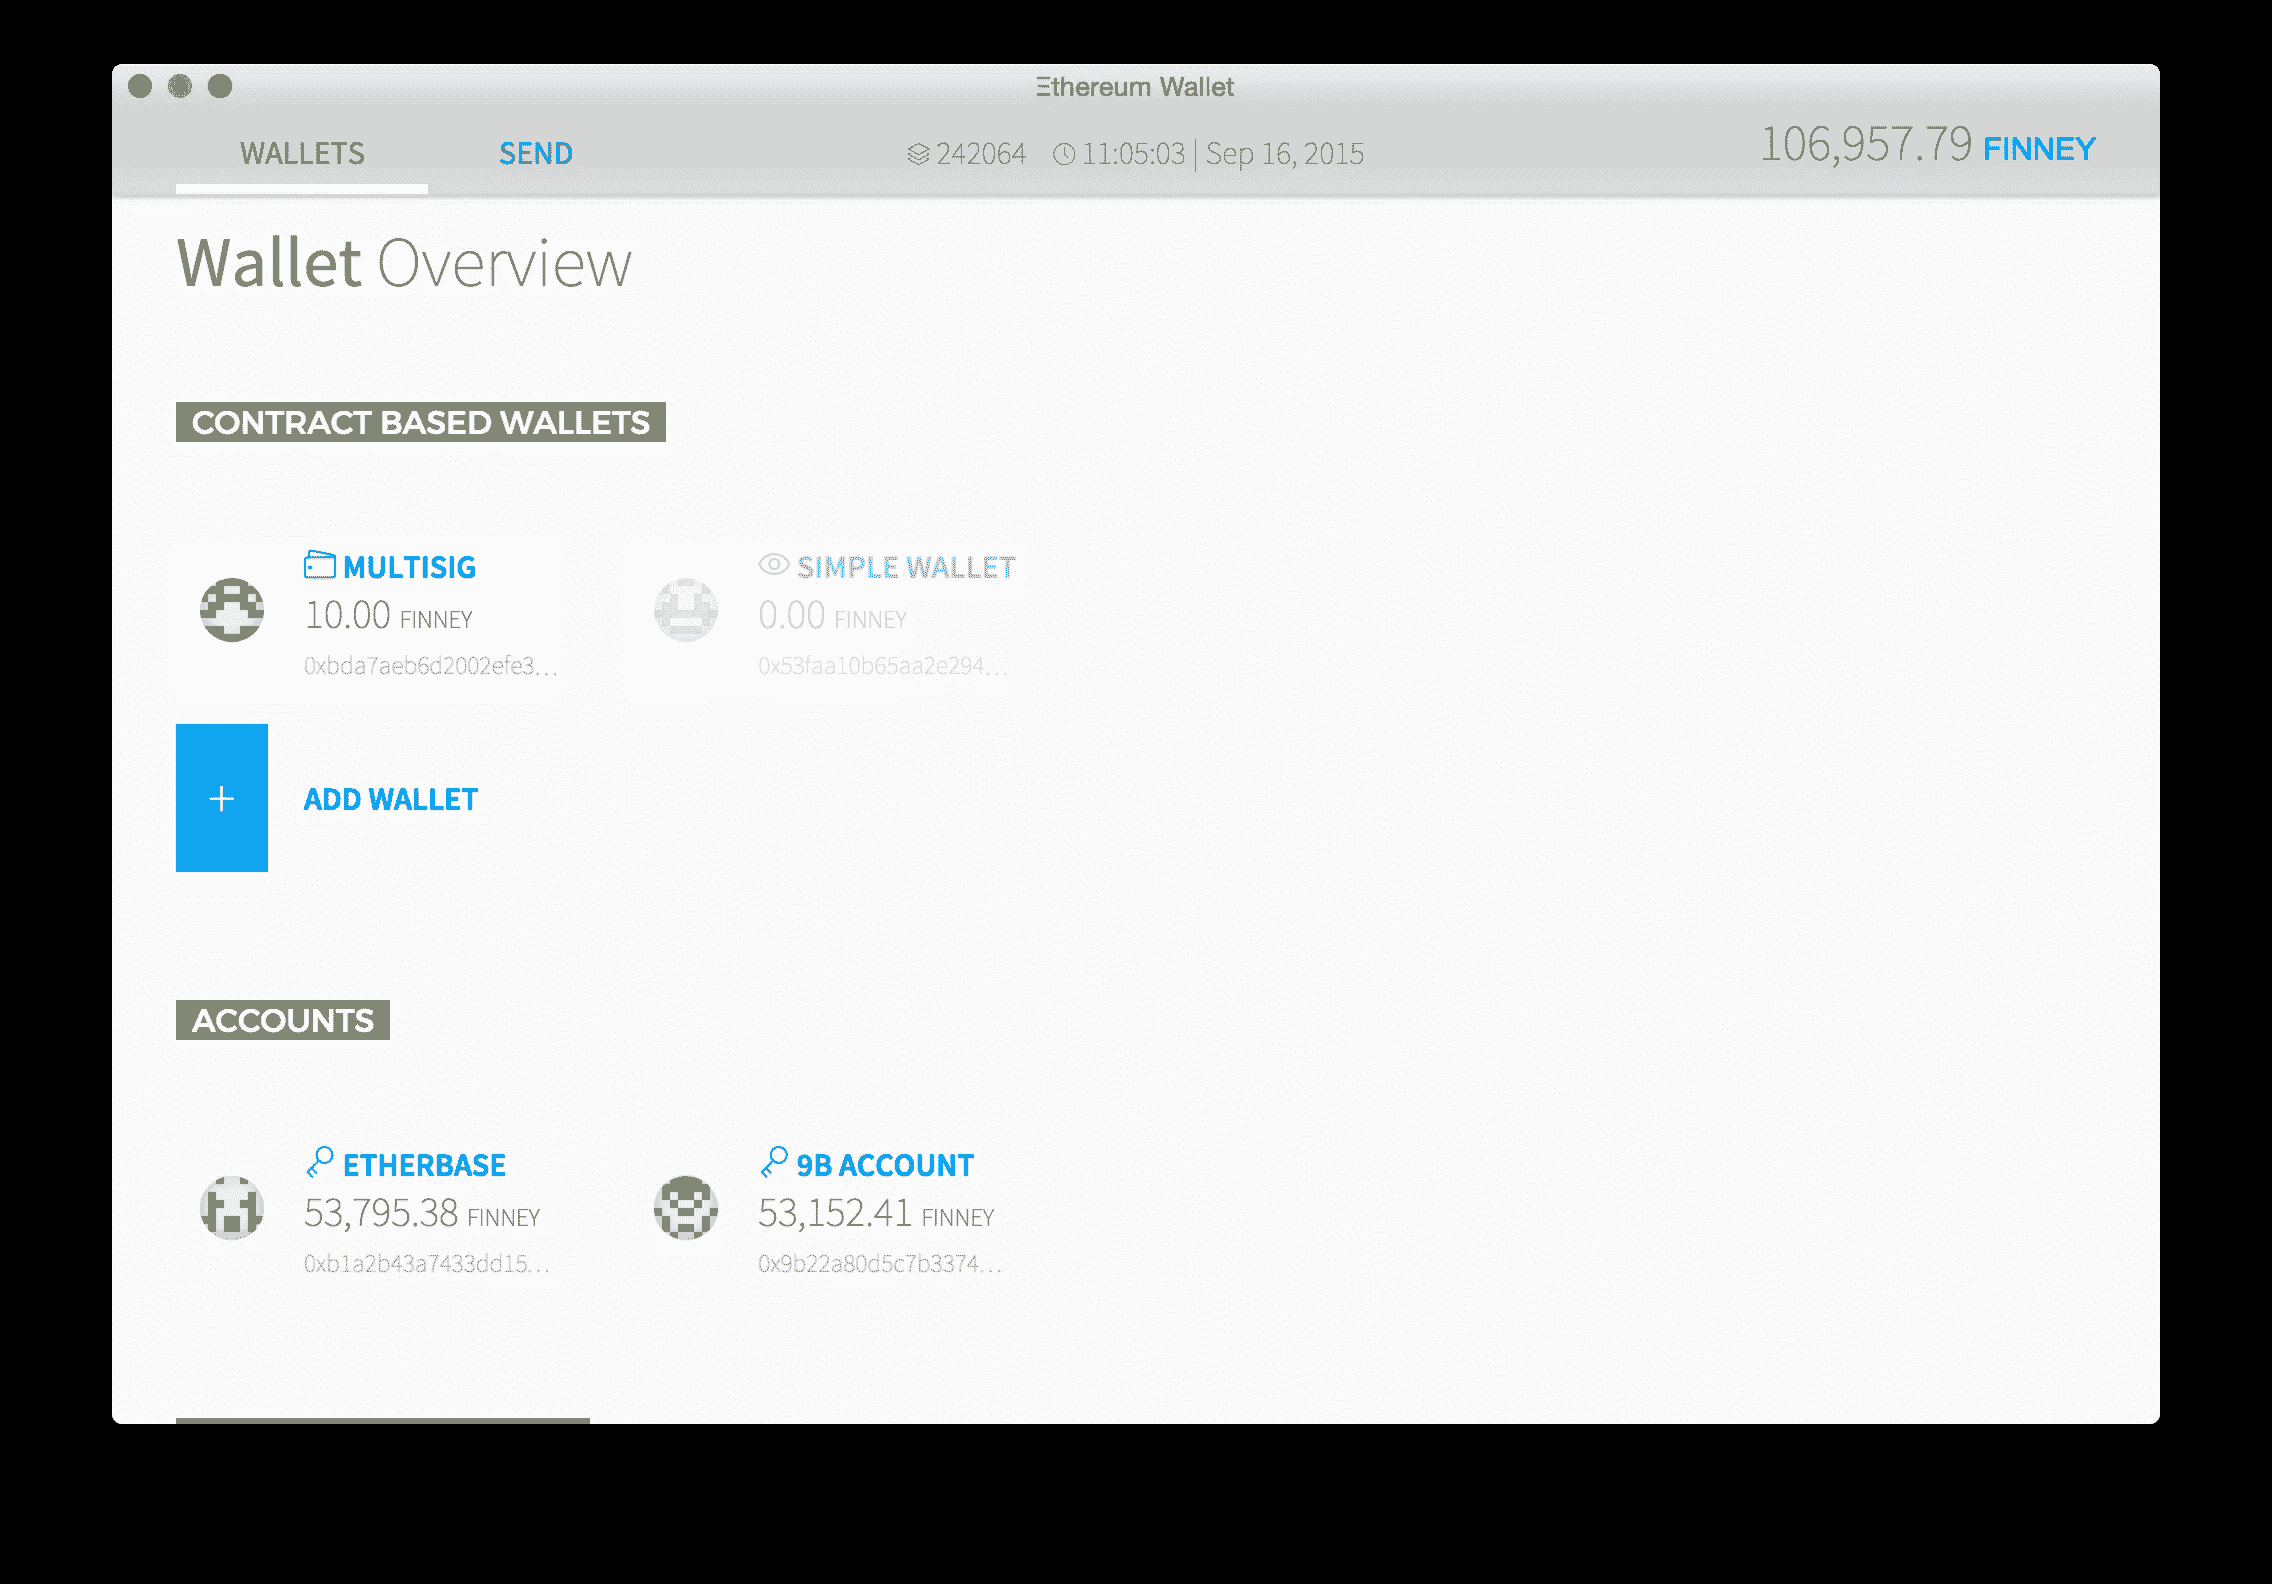 Ξthereum Wallet
WALLETS SEND 242064 11:05:03 | Sep 16, 2015 106,957.79 FINNEY
Wallet Overview
CONTRACT BASED WALLETS
MULTISIG SIMPLE WALLET
10.00 FINNEY 0.00 FINNEY
0xbda7aeb6d2002efe3… 0x53faa10b65aa2e294…
+ ADD WALLET
ACCOUNTS
ETHERBASE 9B ACCOUNT
53,795.38 FINNEY 53,152.41 FINNEY
0xb1a2b43a7433dd15… 0x9b22a80d5c7b3374…